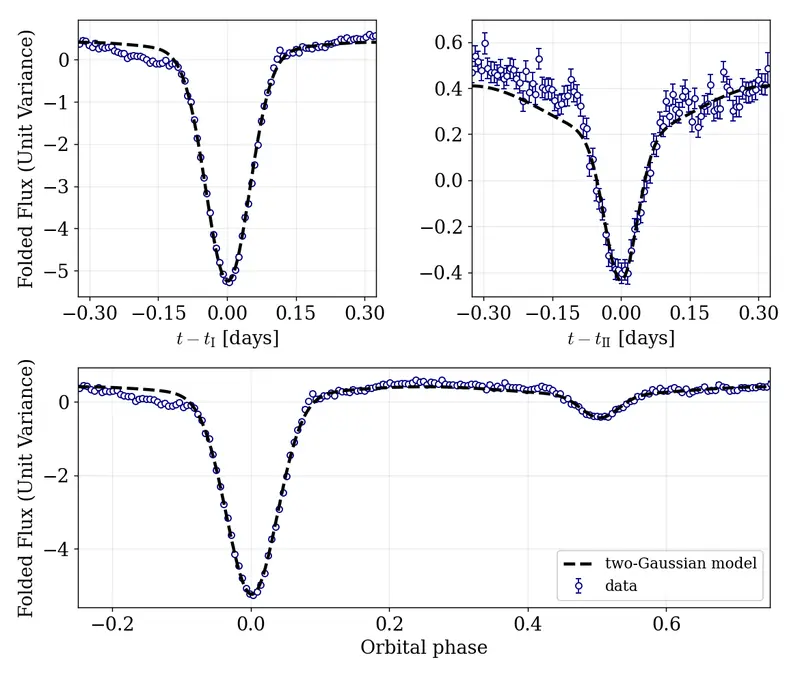 Folded Flux (Unit Variance)
0
−1
−2
−3
−4
−5
−0.30 −0.15 0.00 0.15 0.30
t − t_I [days]
0.6
0.4
0.2
0.0
−0.2
−0.4
−0.30 −0.15 0.00 0.15 0.30
t − t_II [days]
Folded Flux (Unit Variance)
0
−2
−4
two-Gaussian model
data
−0.2 0.0 0.2 0.4 0.6
Orbital phase